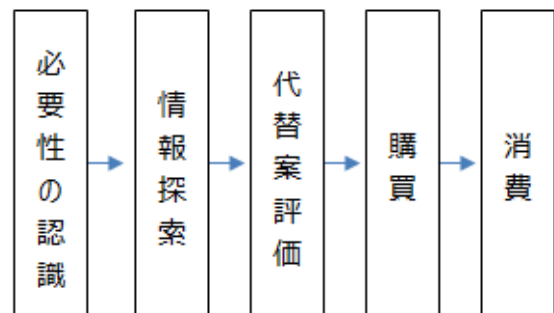 必要性の認識
情報探索
代替案評価
購買
消費